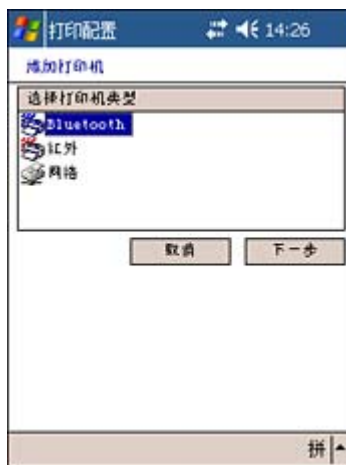 打印配置 14:26
添加打印机
选择打印机类型
Bluetooth
红外
网络
取消 下一步
拼